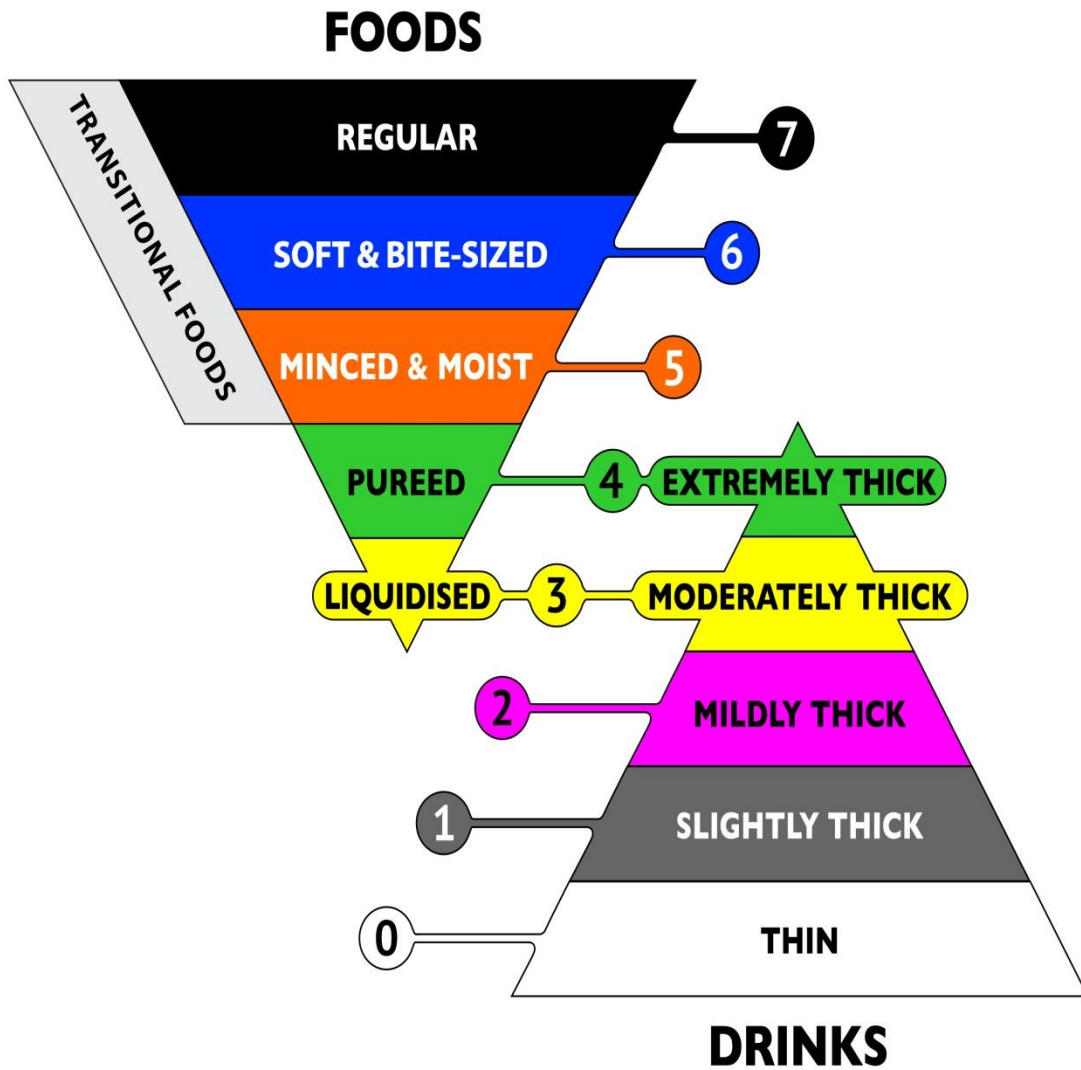 FOODS
TRANSITIONAL FOODS
REGULAR
7
SOFT & BITE-SIZED
6
MINCED & MOIST
5
PUREED
4
EXTREMELY THICK
LIQUIDISED
3
MODERATELY THICK
2
MILDLY THICK
1
SLIGHTLY THICK
0
THIN
DRINKS